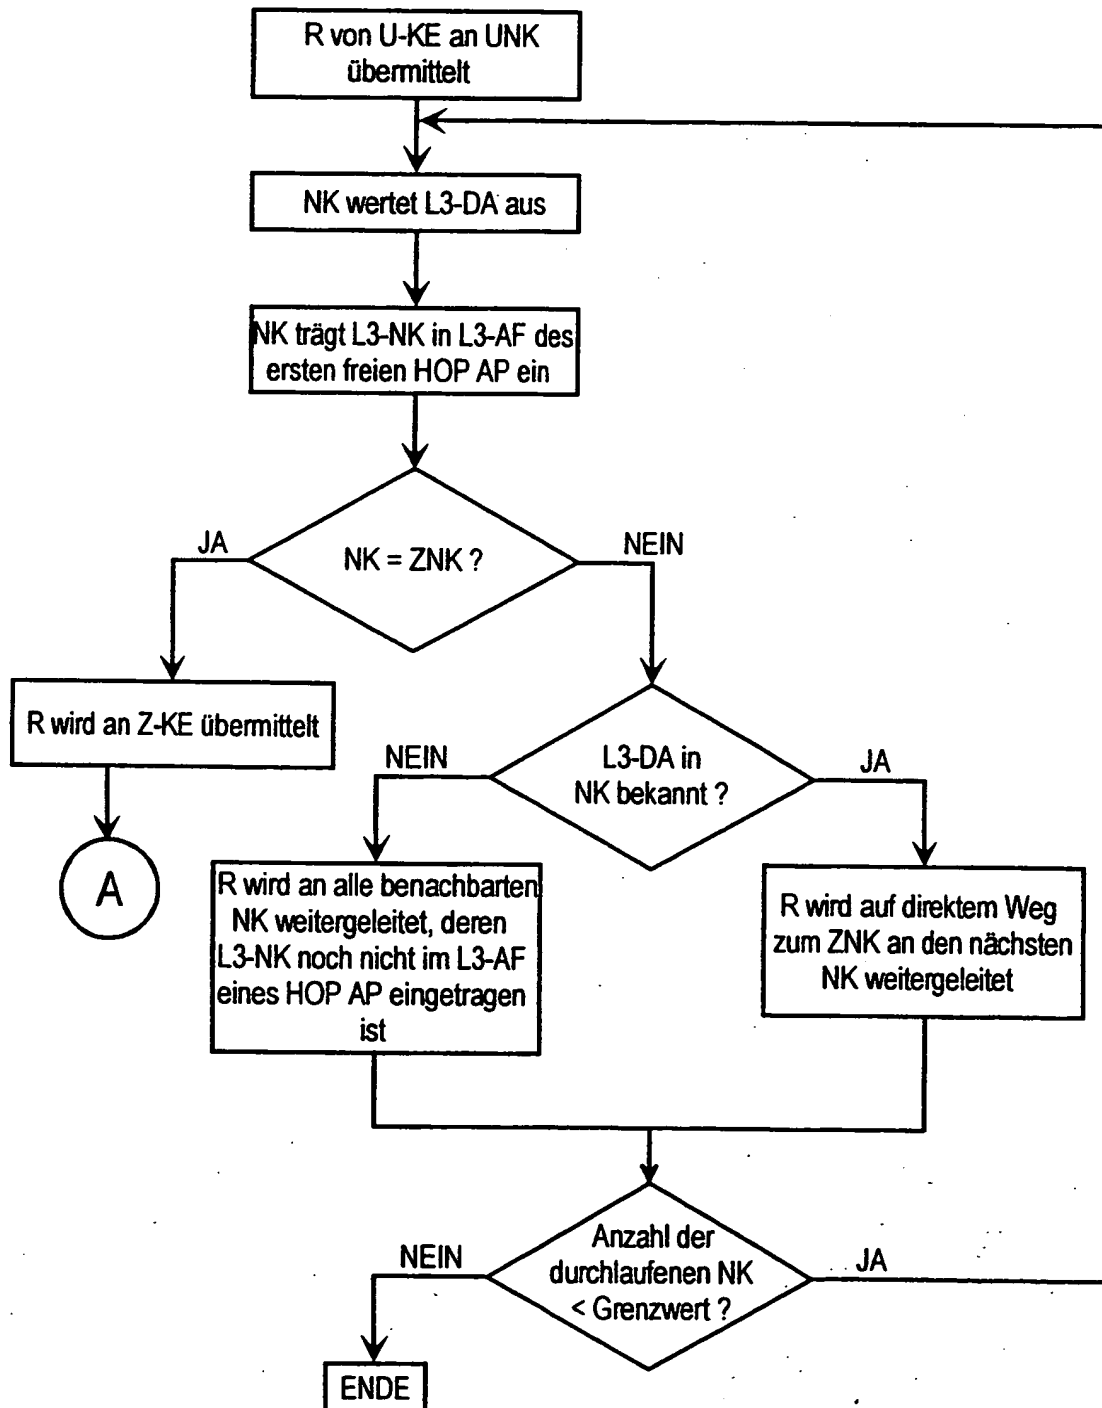 R von U-KE an UNK
übermittelt
NK wertet L3-DA aus
NK trägt L3-NK in L3-AF des
ersten freien HOP AP ein
JA
NK = ZNK ?
NEIN
R wird an Z-KE übermittelt
A
NEIN
L3-DA in
NK bekannt ?
JA
R wird an alle benachbarten
NK weitergeleitet, deren
L3-NK noch nicht im L3-AF
eines HOP AP eingetragen
ist
R wird auf direktem Weg
zum ZNK an den nächsten
NK weitergeleitet
NEIN
Anzahl der
durchlaufenen NK
< Grenzwert ?
JA
ENDE